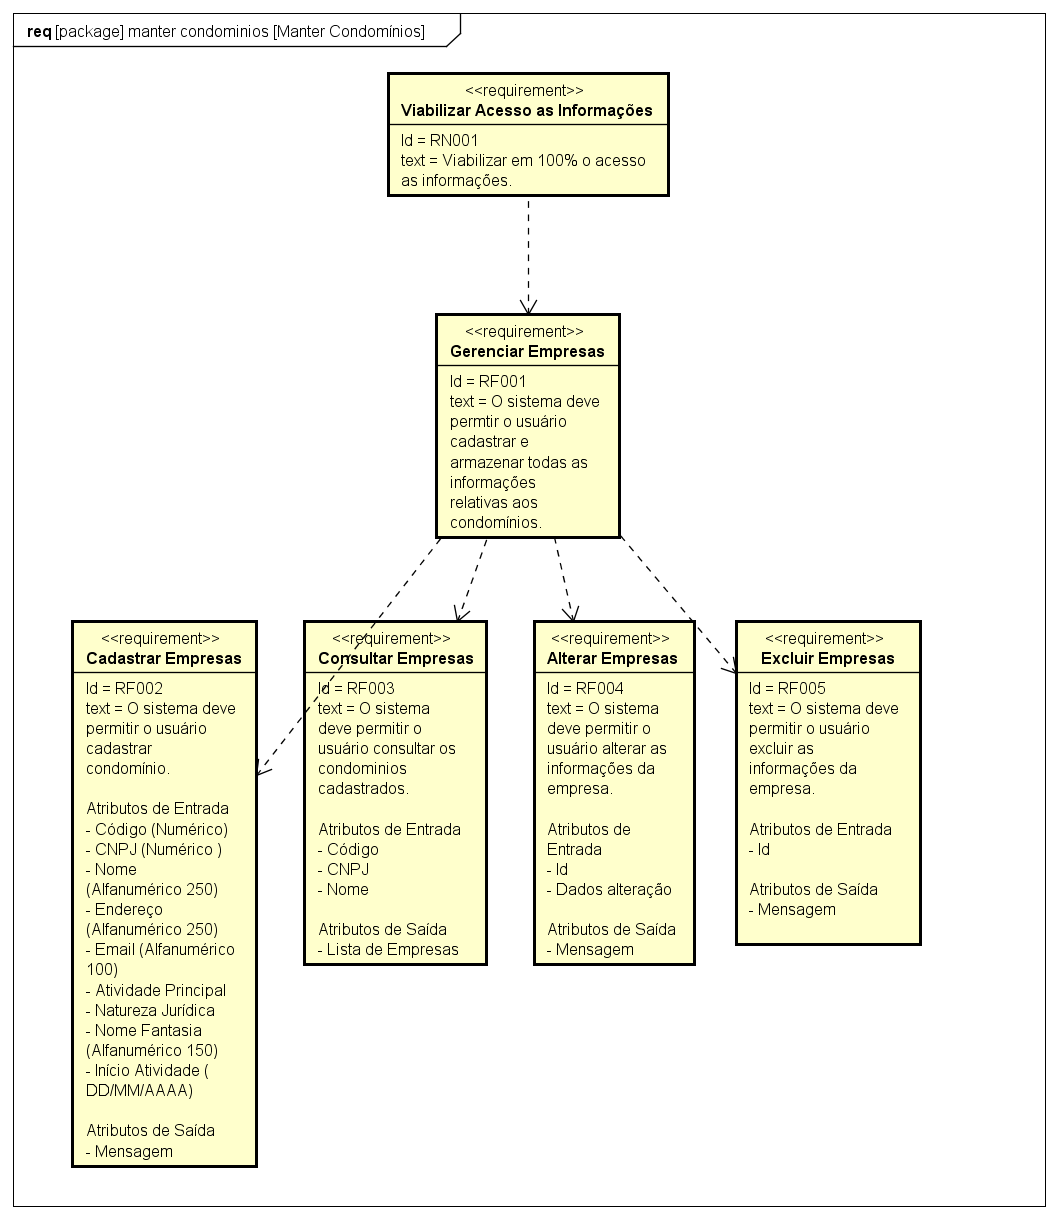 req [package] manter condominios [Manter Condomínios]
<<requirement>>
Viabilizar Acesso as Informações
Id = RN001
text = Viabilizar em 100% o acesso
as informações.
<<requirement>>
Gerenciar Empresas
Id = RF001
text = O sistema deve
permtir o usuário
cadastrar e
armazenar todas as
informações
relativas aos
condomínios.
<<requirement>>
Cadastrar Empresas
Id = RF002
text = O sistema deve
permitir o usuário
cadastrar
condomínio.
Atributos de Entrada
- Código (Numérico)
- CNPJ (Numérico )
- Nome
(Alfanumérico 250)
- Endereço
(Alfanumérico 250)
- Email (Alfanumérico
100)
- Atividade Principal
- Natureza Jurídica
- Nome Fantasia
(Alfanumérico 150)
- Início Atividade (
DD/MM/AAAA)
Atributos de Saída
- Mensagem
<<requirement>>
Consultar Empresas
Id = RF003
text = O sistema
deve permitir o
usuário consultar os
condominios
cadastrados.
Atributos de Entrada
- Código
- CNPJ
- Nome
Atributos de Saída
- Lista de Empresas
<<requirement>>
Alterar Empresas
Id = RF004
text = O sistema
deve permitir o
usuário alterar as
informações da
empresa.
Atributos de
Entrada
- Id
- Dados alteração
Atributos de Saída
- Mensagem
<<requirement>>
Excluir Empresas
Id = RF005
text = O sistema deve
permitir o usuário
excluir as
informações da
empresa.
Atributos de Entrada
- Id
Atributos de Saída
- Mensagem